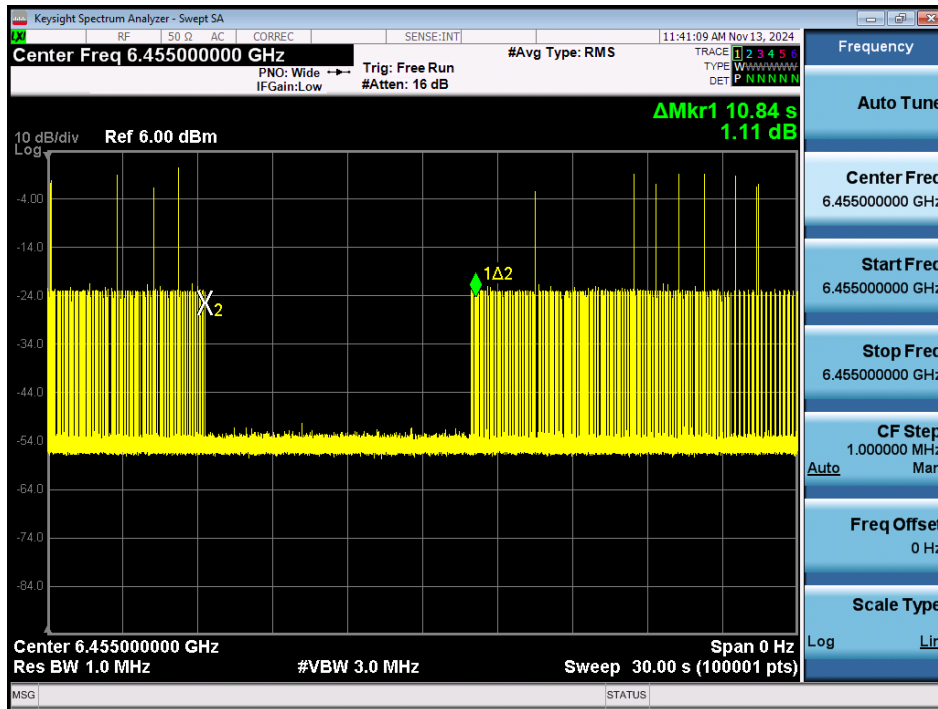 Keysight Spectrum Analyzer - Swept SA
LXI RF 50 Ω AC CORREC SENSE:INT 11:41:09 AM Nov 13, 2024
Center Freq 6.455000000 GHz
PNO: Wide
IFGain:Low
Trig: Free Run
#Atten: 16 dB
#Avg Type: RMS
TRACE 1 2 3 4 5 6
TYPE WWWWWW
DET P N N N N N
ΔMkr1 10.84 s
1.11 dB
10 dB/div Ref 6.00 dBm
Log
-4.00
-14.0
-24.0
-34.0
-44.0
-54.0
-64.0
-74.0
-84.0
X2
1Δ2
Center 6.455000000 GHz Span 0 Hz
Res BW 1.0 MHz #VBW 3.0 MHz Sweep 30.00 s (100001 pts)
MSG STATUS
Frequency
Auto Tune
Center Freq
6.455000000 GHz
Start Freq
6.455000000 GHz
Stop Freq
6.455000000 GHz
CF Step
1.000000 MHz
Auto Man
Freq Offset
0 Hz
Scale Type
Log Lin